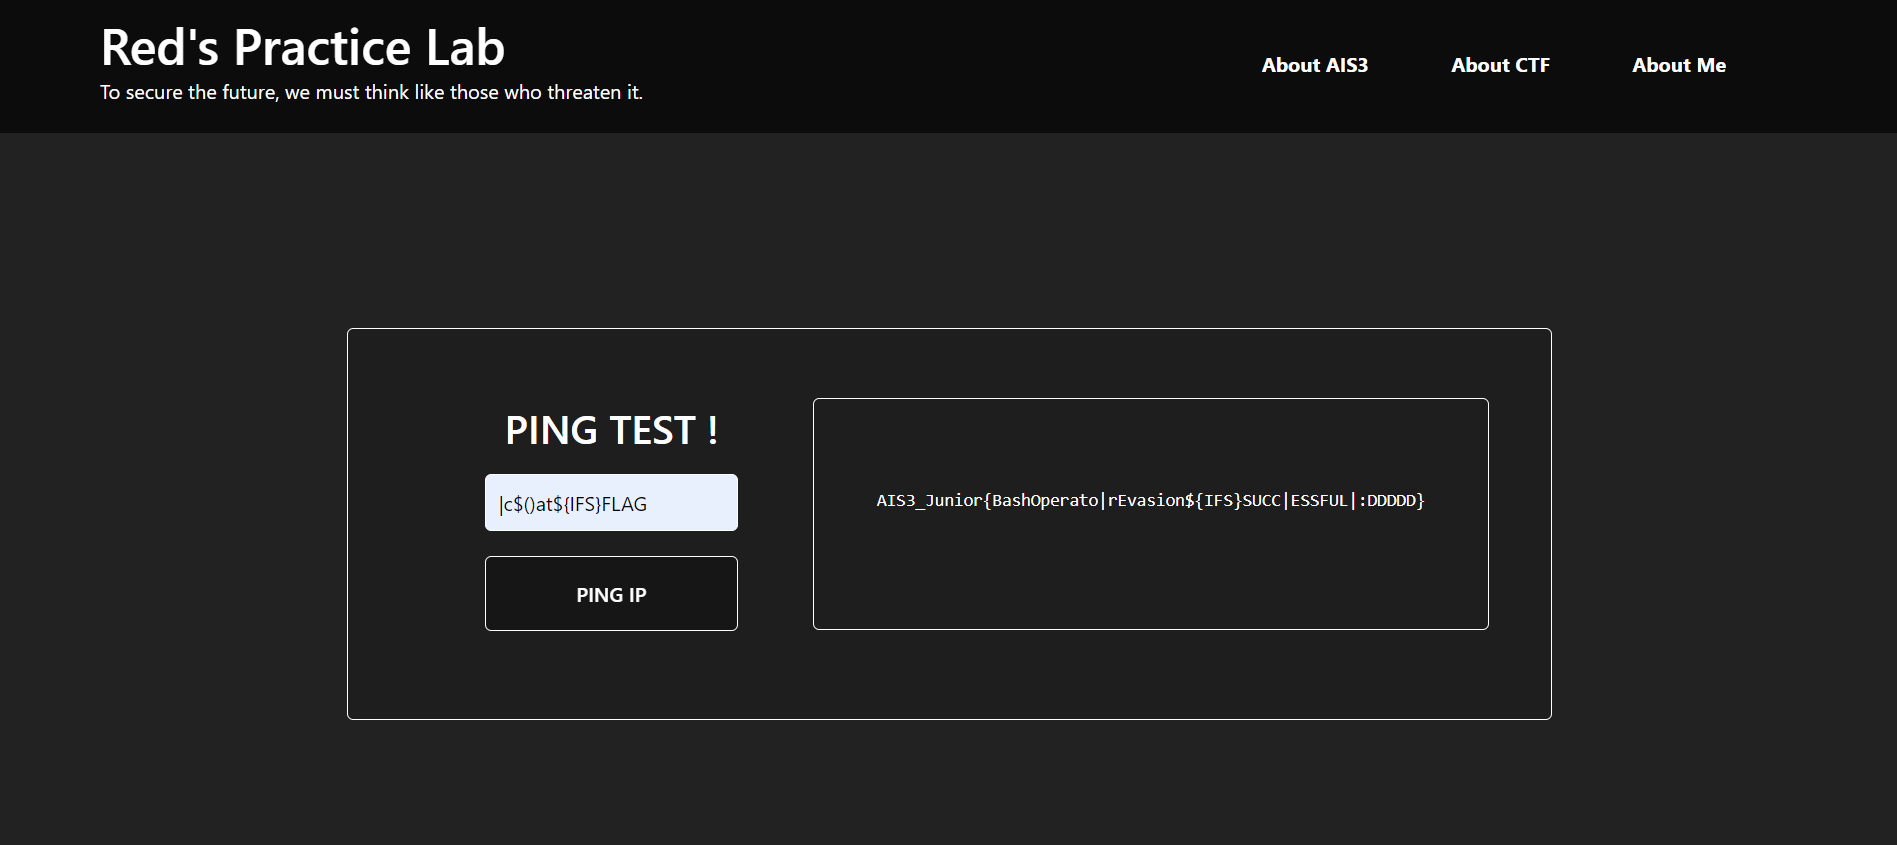 Red's Practice Lab
To secure the future, we must think like those who threaten it.
About AIS3
About CTF
About Me
PING TEST !
|c$()at${IFS}FLAG
PING IP
AIS3_Junior{BashOperato|rEvasion${IFS}SUCC|ESSFUL|:DDDDD}